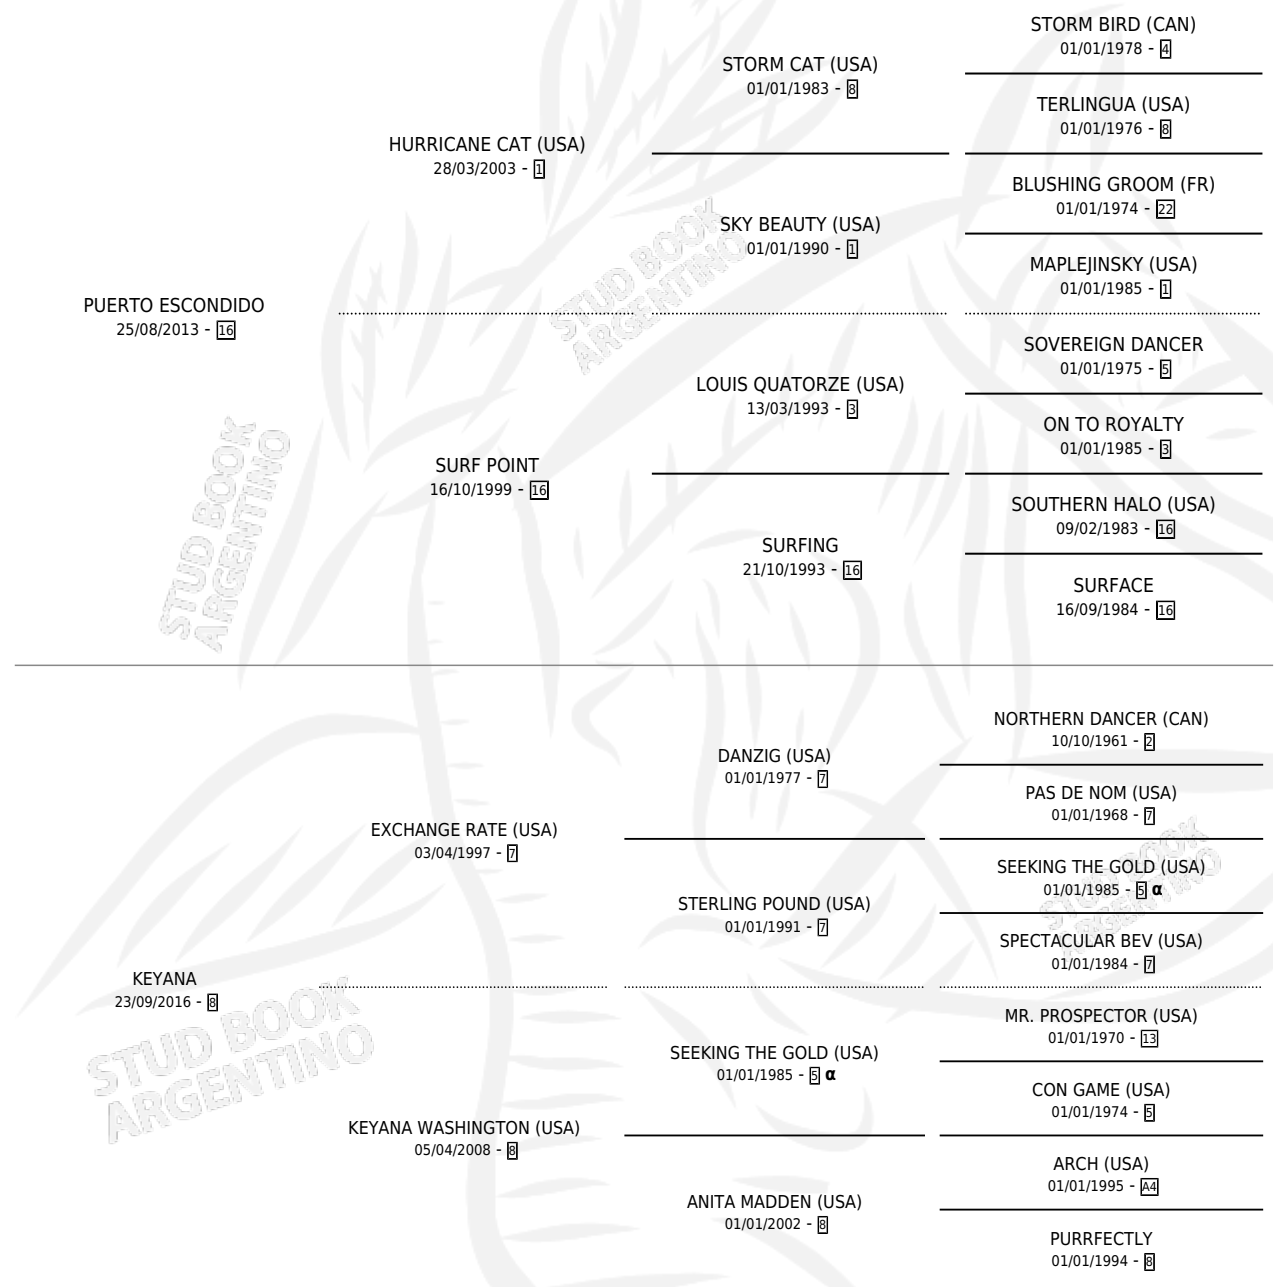 STORM BIRD (CAN)
01/01/1978 - 4
STORM CAT (USA)
01/01/1983 - 8
TERLINGUA (USA)
01/01/1976 - 8
HURRICANE CAT (USA)
28/03/2003 - 1
BLUSHING GROOM (FR)
01/01/1974 - 22
SKY BEAUTY (USA)
01/01/1990 - 1
MAPLEJINSKY (USA)
01/01/1985 - 1
PUERTO ESCONDIDO
25/08/2013 - 16
STUD BOOK
ARGENTINO
SOVEREIGN DANCER
01/01/1975 - 5
LOUIS QUATORZE (USA)
13/03/1993 - 3
ON TO ROYALTY
01/01/1985 - 3
SURF POINT
16/10/1999 - 16
SOUTHERN HALO (USA)
09/02/1983 - 16
SURFING
21/10/1993 - 16
SURFACE
16/09/1984 - 16
STUD BOOK
ARGENTINO
NORTHERN DANCER (CAN)
10/10/1961 - 2
DANZIG (USA)
01/01/1977 - 7
PAS DE NOM (USA)
01/01/1968 - 7
EXCHANGE RATE (USA)
03/04/1997 - 7
SEEKING THE GOLD (USA)
01/01/1985 - 5 α
STERLING POUND (USA)
01/01/1991 - 7
SPECTACULAR BEV (USA)
01/01/1984 - 7
STUD BOOK
ARGENTINO
KEYANA
23/09/2016 - 8
MR. PROSPECTOR (USA)
01/01/1970 - 13
SEEKING THE GOLD (USA)
01/01/1985 - 5 α
CON GAME (USA)
01/01/1974 - 5
KEYANA WASHINGTON (USA)
05/04/2008 - 8
ARCH (USA)
01/01/1995 - A4
ANITA MADDEN (USA)
01/01/2002 - 8
PURRFECTLY
01/01/1994 - 8
STUD BOOK
ARGENTINO